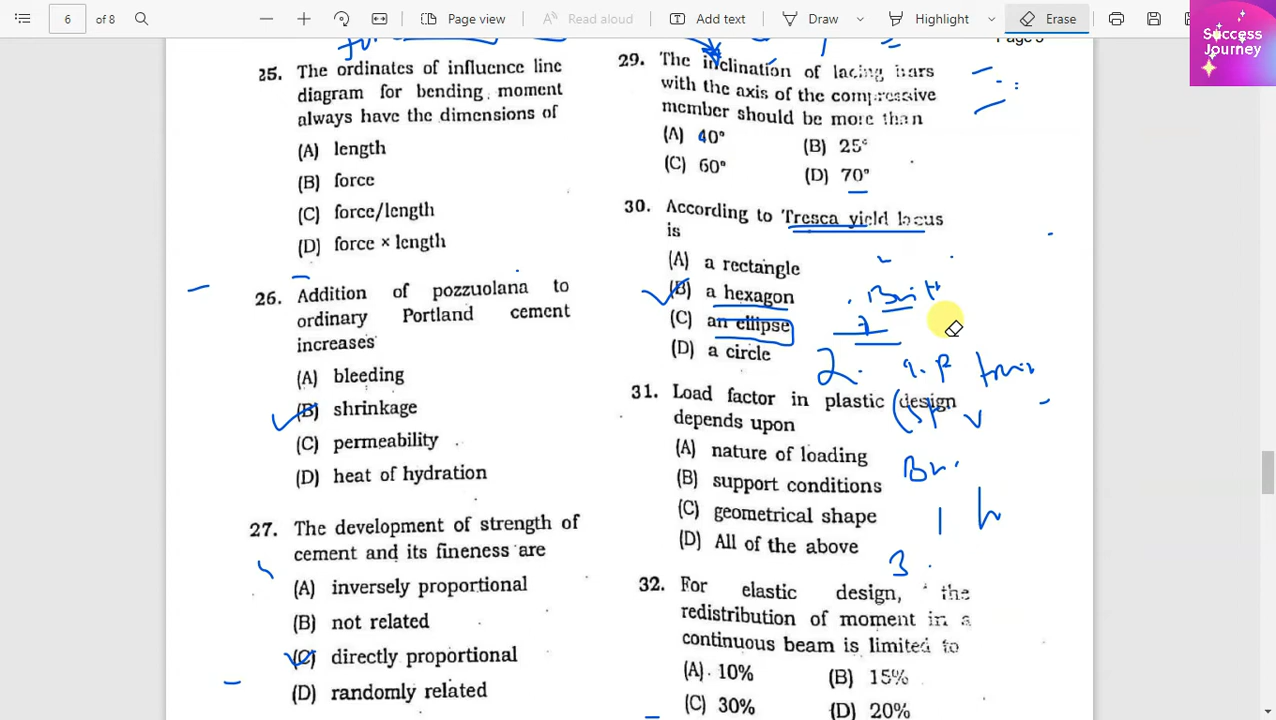 6
of 8
Page view
Read aloud
Add text
Draw
Highlight
Erase
Success
Journey
25. The ordinates of influence line
diagram for bending moment
always have the dimensions of
(A) length
(B) force
(C) force/length
(D) force × length
26. Addition of pozzuolana to
ordinary Portland cement
increases
(A) bleeding
(B) shrinkage
(C) permeability
(D) heat of hydration
27. The development of strength of
cement and its fineness are
(A) inversely proportional
(B) not related
(C) directly proportional
(D) randomly related
29. The inclination of lacing bars
with the axis of the compressive
member should be more than
(A) 40°
(B) 25°
(C) 60°
(D) 70°
30. According to Tresca yield locus
is
(A) a rectangle
(B) a hexagon
(C) an ellipse
(D) a circle
2.
31. Load factor in plastic design
depends upon
(A) nature of loading
(B) support conditions
(C) geometrical shape
(D) All of the above
3
32. For elastic design, the
redistribution of moment in a
continuous beam is limited to
(A) 10%
(B) 15%
(C) 30%
(D) 20%